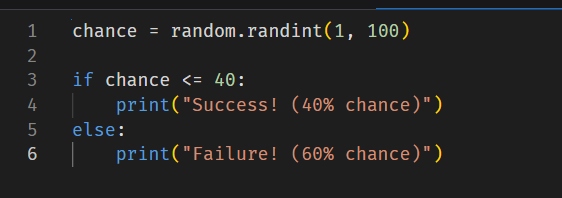 1 chance = random.randint(1, 100)
2
3 if chance <= 40:
4     print("Success! (40% chance)")
5 else:
6     print("Failure! (60% chance)")